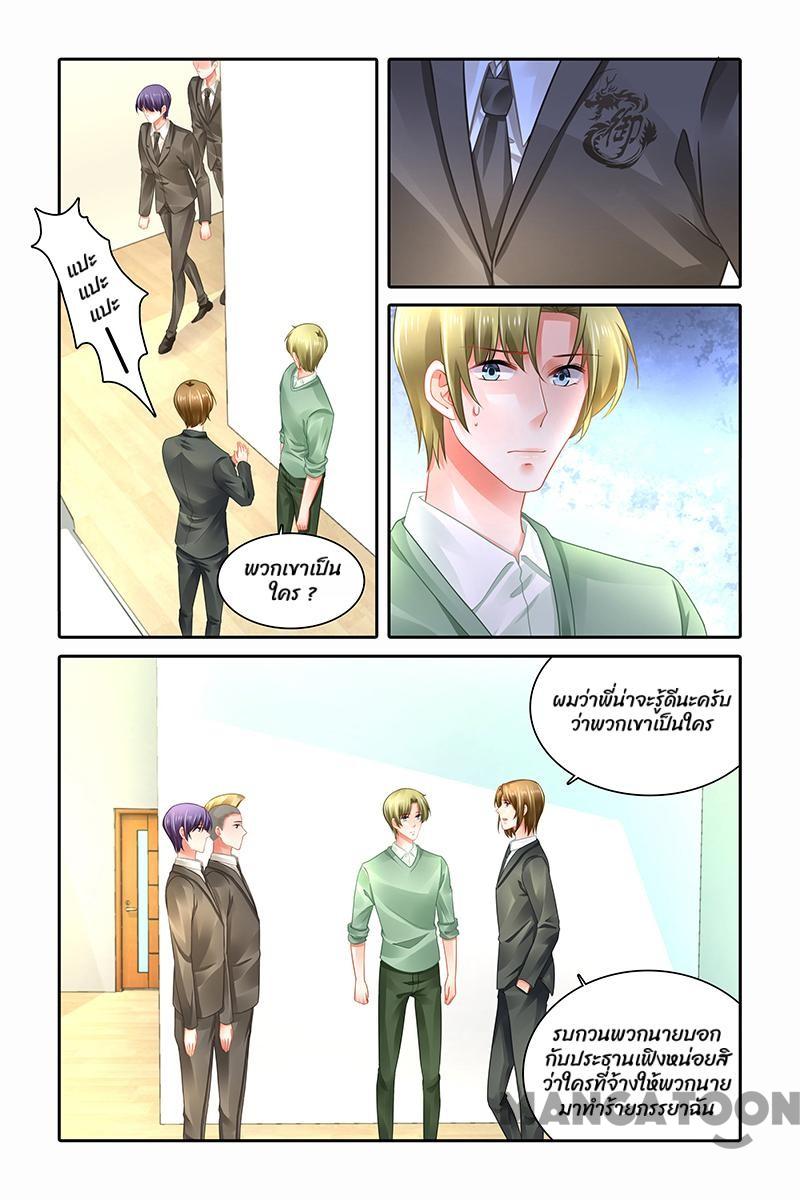 御
แปะ
แปะ
แปะ
พวกเขาเป็น
ใคร ?
ผมว่าพี่น่าจะรู้ดีนะครับ
ว่าพวกเขาเป็นใคร
รบกวนพวกนายบอก
กับประธานเฟิงหน่อยสิ
ว่าใครที่จ้างให้พวกนาย
มาทำร้ายภรรยาฉัน
MANGATOON